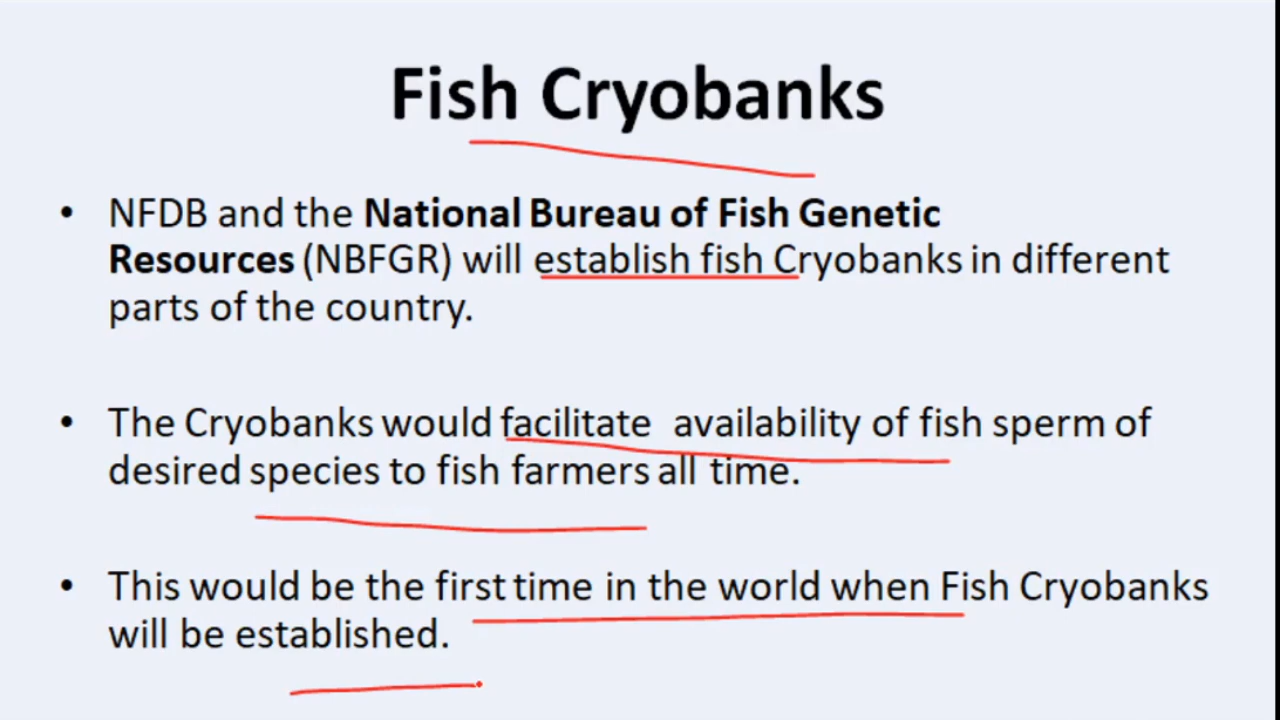 Fish Cryobanks
• NFDB and the National Bureau of Fish Genetic
Resources (NBFGR) will establish fish Cryobanks in different
parts of the country.
• The Cryobanks would facilitate availability of fish sperm of
desired species to fish farmers all time.
• This would be the first time in the world when Fish Cryobanks
will be established.